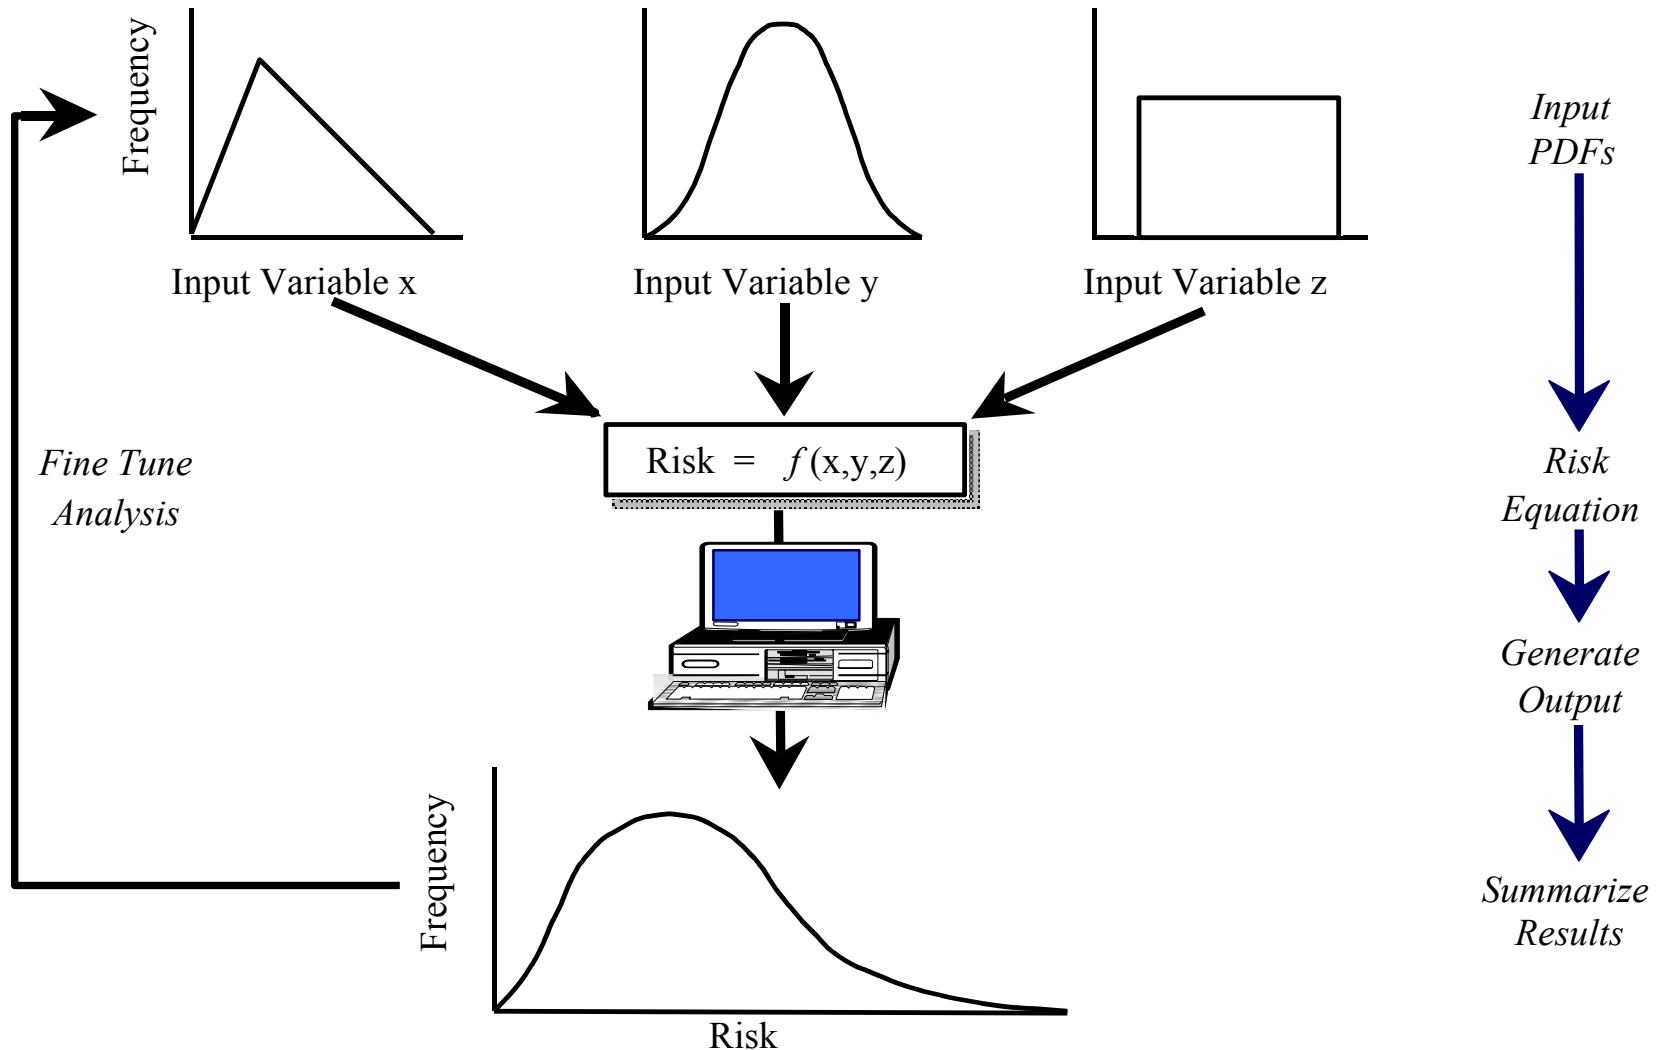 Frequency
Input Variable x
Input Variable y
Input Variable z
Input
PDFs
Fine Tune
Analysis
Risk = f (x,y,z)
Risk
Equation
Generate
Output
Frequency
Risk
Summarize
Results